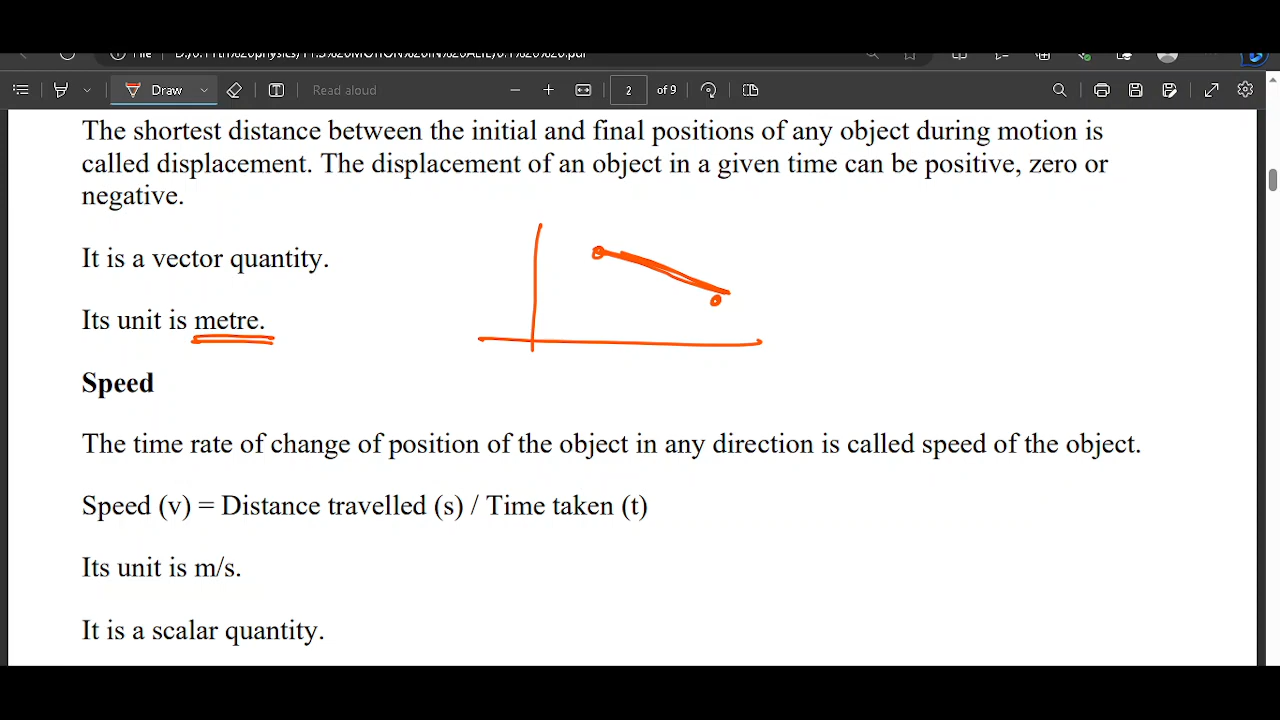 Draw
Read aloud
2
of 9
The shortest distance between the initial and final positions of any object during motion is
called displacement. The displacement of an object in a given time can be positive, zero or
negative.
It is a vector quantity.
Its unit is metre.
Speed
The time rate of change of position of the object in any direction is called speed of the object.
Speed (v) = Distance travelled (s) / Time taken (t)
Its unit is m/s.
It is a scalar quantity.